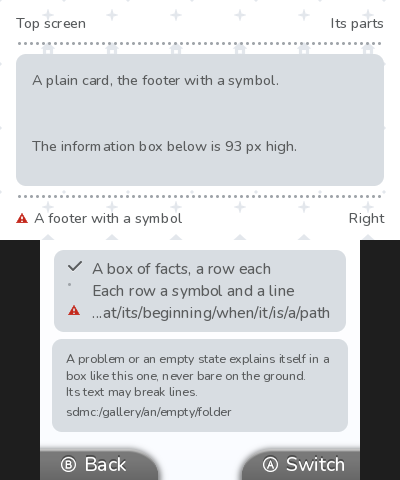 Top screen
Its parts
A plain card, the footer with a symbol.
The information box below is 93 px high.
A footer with a symbol
Right
A box of facts, a row each
Each row a symbol and a line
...at/its/beginning/when/it/is/a/path
A problem or an empty state explains itself in a
box like this one, never bare on the ground.
Its text may break lines.
sdmc:/gallery/an/empty/folder
B Back
A Switch